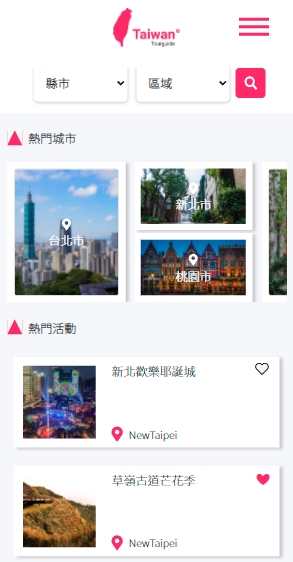 Taiwan°
Tourguide
縣市
區域
熱門城市
台北市
新北市
桃園市
熱門活動
新北歡樂耶誕城
NewTaipei
草嶺古道芒花季
NewTaipei